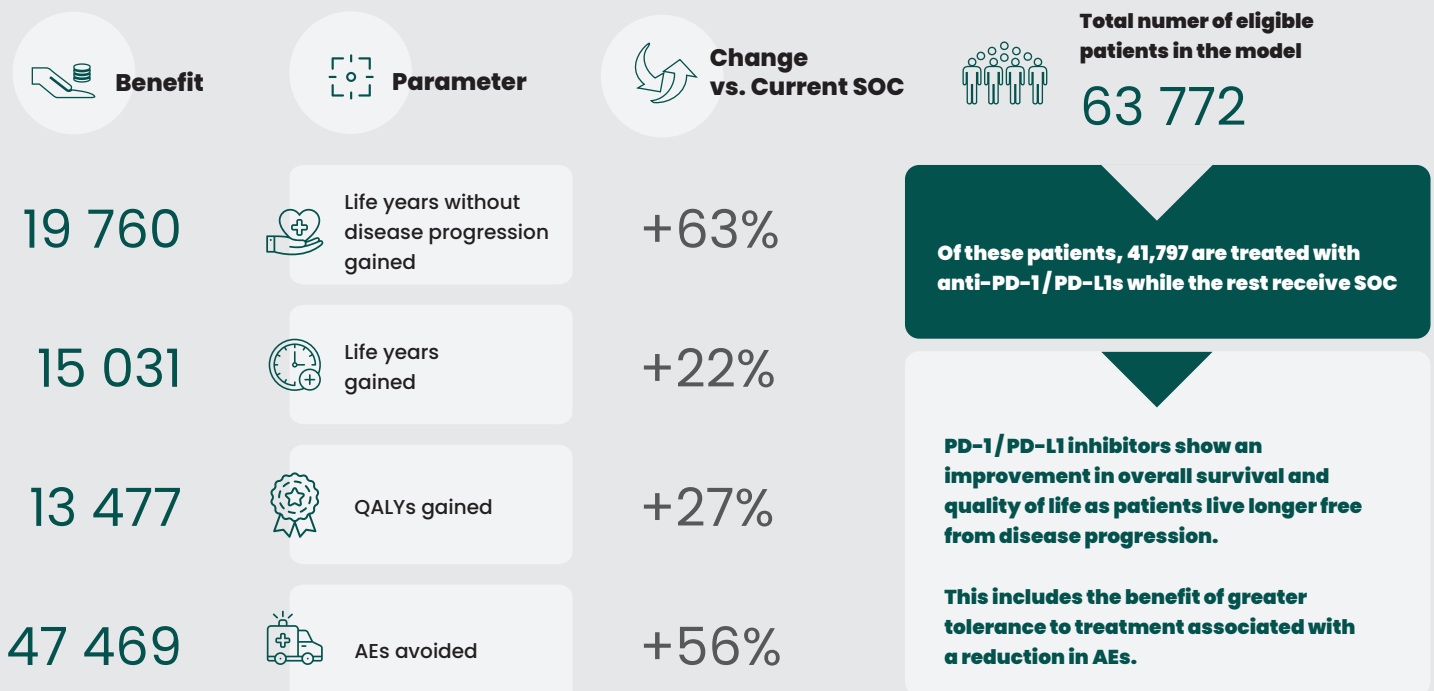 Benefit
Parameter
Change
vs. Current SOC
Total numer of eligible
patients in the model
63 772
19 760
Life years without
disease progression
gained
+63%
15 031
Life years
gained
+22%
13 477
QALYs gained
+27%
47 469
AEs avoided
+56%
Of these patients, 41,797 are treated with
anti-PD-1 / PD-L1s while the rest receive SOC
PD-1 / PD-L1 inhibitors show an
improvement in overall survival and
quality of life as patients live longer free
from disease progression.
This includes the benefit of greater
tolerance to treatment associated with
a reduction in AEs.